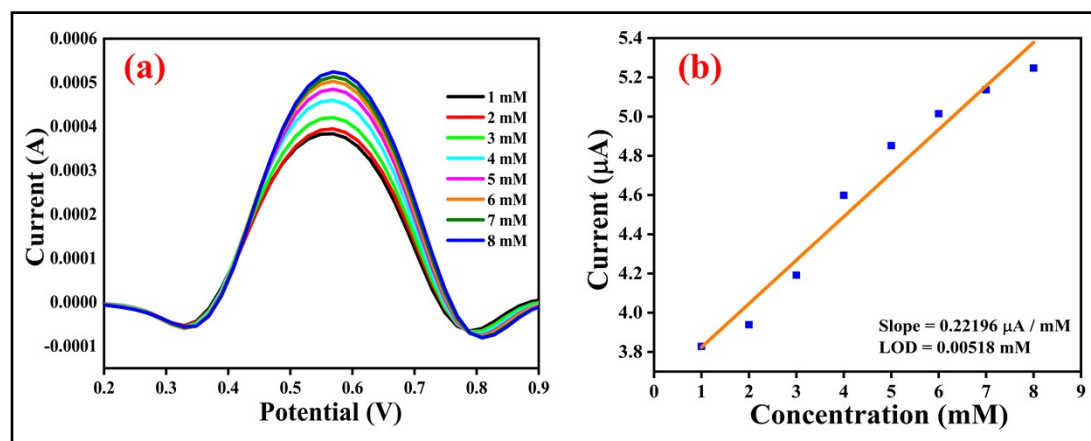 (a)
Current (A)
0.0006
0.0005
0.0004
0.0003
0.0002
0.0001
0.0000
-0.0001
0.2 0.3 0.4 0.5 0.6 0.7 0.8 0.9
Potential (V)
1 mM
2 mM
3 mM
4 mM
5 mM
6 mM
7 mM
8 mM
(b)
Current (μA)
5.4
5.2
4.8
4.6
4.4
4.2
4.0
3.8
0 1 2 3 4 5 6 7 8 9
Concentration (mM)
Slope = 0.22196 μA / mM
LOD = 0.00518 mM